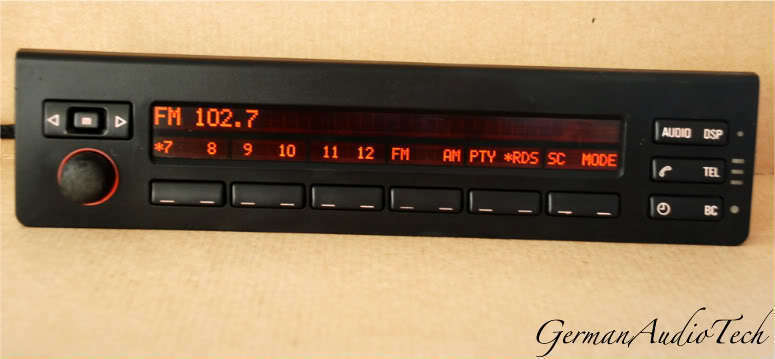 m
FM 102.7
*7 8 9 10 11 12 FM AM PTY *RDS SC MODE
AUDIO DSP
TEL
BC
GermanAudioTech